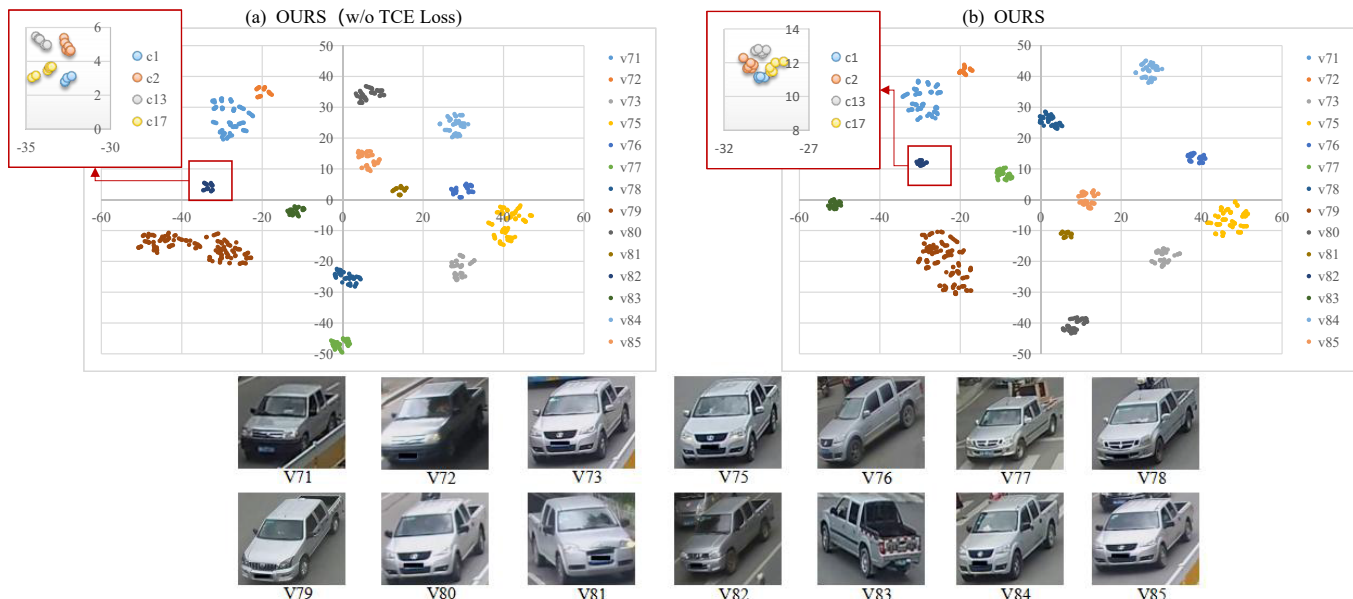 (a) OURS (w/o TCE Loss)
(b) OURS
6
4
2
0
-35
-30
c1
c2
c13
c17
50
40
30
20
10
0
-10
-20
-30
-40
-50
-60
-40
-20
0
20
40
60
v71
v72
v73
v75
v76
v77
v78
v79
v80
v81
v82
v83
v84
v85
14
12
10
8
-32
-27
c1
c2
c13
c17
50
40
30
20
10
0
-10
-20
-30
-40
-50
-60
-40
-20
0
20
40
60
v71
v72
v73
v75
v76
v77
v78
v79
v80
v81
v82
v83
v84
v85
V71
V72
V73
V75
V76
V77
V78
V79
V80
V81
V82
V83
V84
V85